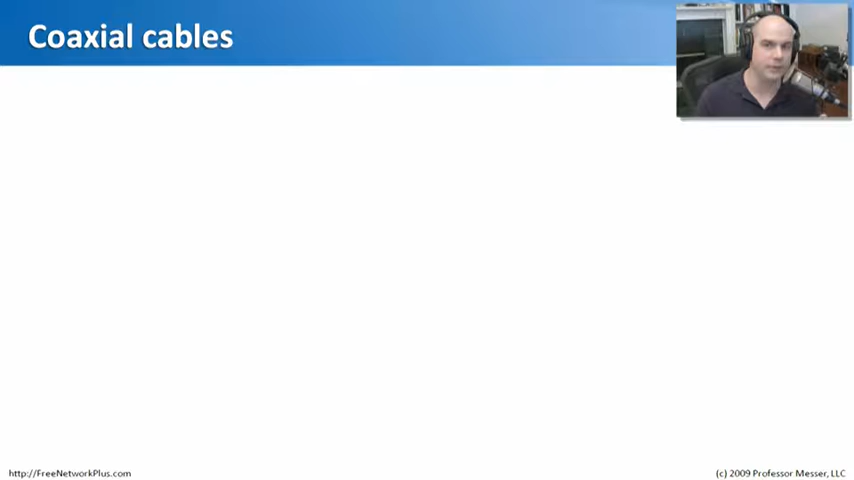 Coaxial cables
http://FreeNetworkPlus.com
(c) 2009 Professor Messer, LLC